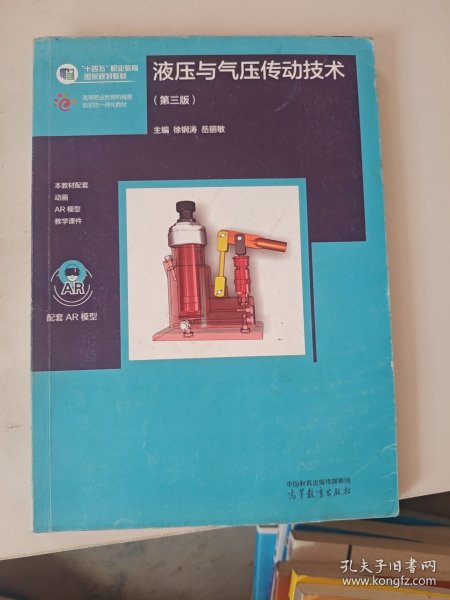 "十四五"职业教育
国家规划教材
高等职业教育机械类
新形态一体化教材
液压与气压传动技术
(第三版)
主编 徐钢涛 岳丽敏
本教材配套
动画
AR 模型
教学课件
AR
配套 AR 模型
中国教育出版传媒集团
高等教育出版社
孔夫子旧书网
www.kongfz.com